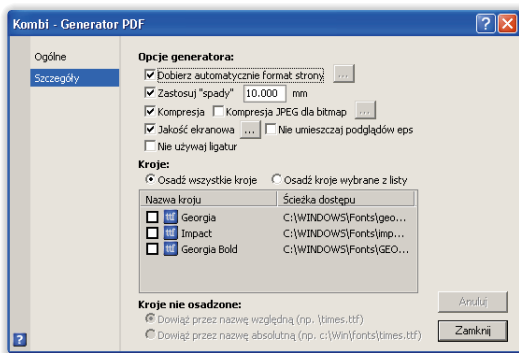 Kombi - Generator PDF
Ogólne
Szczegóły
Opcje generatora:
Dobierz automatycznie format strony ...
Zastosuj "spady" 10.000 mm
Kompresja Kompresja JPEG dla bitmap ...
Jakość ekranowa ... Nie umieszczaj podglądów eps
Nie używaj ligatur
Kroje:
Osadź wszystkie kroje Osadź kroje wybrane z listy
Nazwa kroju Ścieżka dostępu
Georgia C:\WINDOWS\Fonts\geo...
Impact C:\WINDOWS\Fonts\imp...
Georgia Bold C:\WINDOWS\Fonts\GEO...
Kroje nie osadzone:
Dowiąż przez nazwę względną (np. \times.ttf)
Dowiąż przez nazwę absolutną (np. c:\Win\fonts\times.ttf)
Anuluj
Zamknij